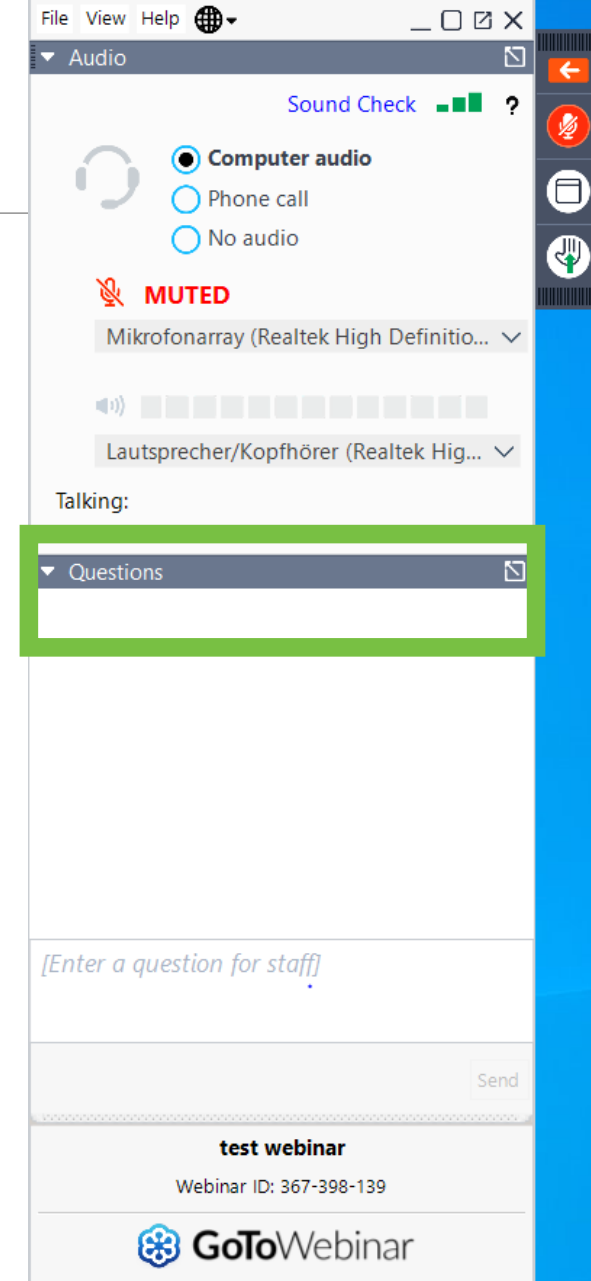 File View Help
Audio
Sound Check ?
Computer audio
Phone call
No audio
MUTED
Mikrofonarray (Realtek High Definitio...
Lautsprecher/Kopfhörer (Realtek Hig...
Talking:
Questions
[Enter a question for staff]
Send
test webinar
Webinar ID: 367-398-139
GoToWebinar